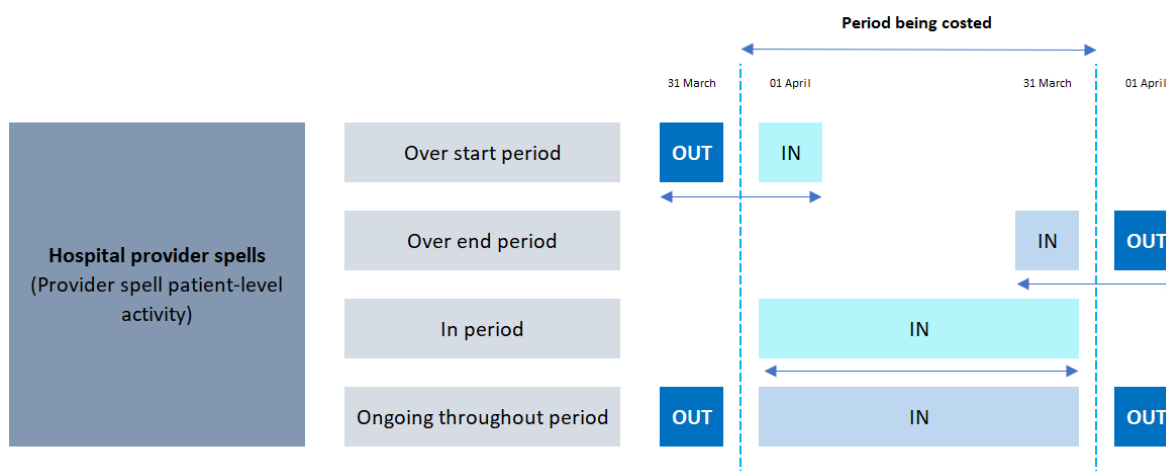 Period being costed
31 March
01 April
31 March
01 April
Hospital provider spells
(Provider spell patient-level
activity)
Over start period
OUT
IN
Over end period
IN
OUT
In period
IN
Ongoing throughout period
OUT
IN
OUT